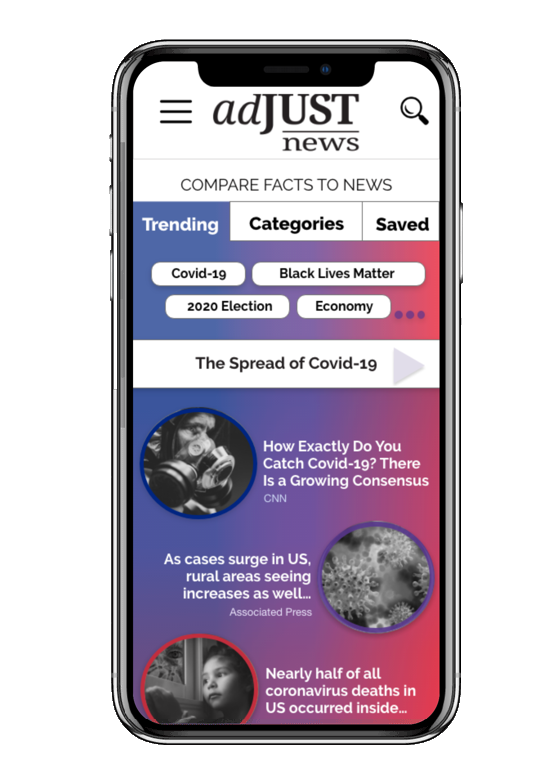 adJUST
news
COMPARE FACTS TO NEWS
Trending
Categories
Saved
Covid-19
Black Lives Matter
2020 Election
Economy
The Spread of Covid-19
How Exactly Do You
Catch Covid-19? There
Is a Growing Consensus
CNN
As cases surge in US,
rural areas seeing
increases as well...
Associated Press
Nearly half of all
coronavirus deaths in
US occurred inside...